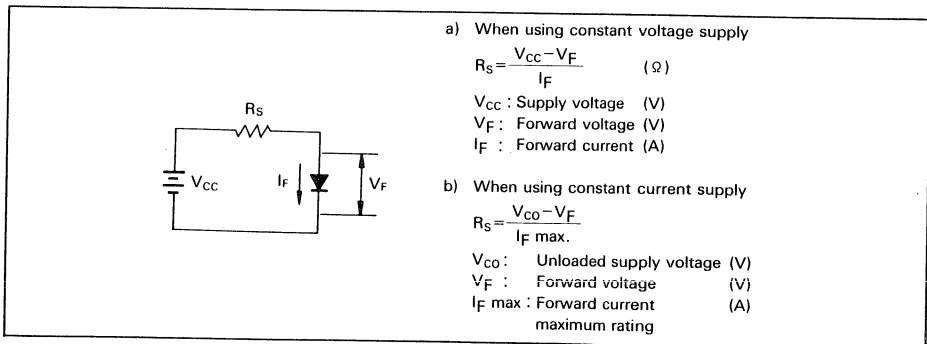 Rs
VCC
IF
VF
a) When using constant voltage supply
Rs = VCC − VF / IF (Ω)
VCC : Supply voltage (V)
VF : Forward voltage (V)
IF : Forward current (A)
b) When using constant current supply
Rs = VCO − VF / IF max.
VCO : Unloaded supply voltage (V)
VF : Forward voltage (V)
IF max : Forward current (A)
maximum rating